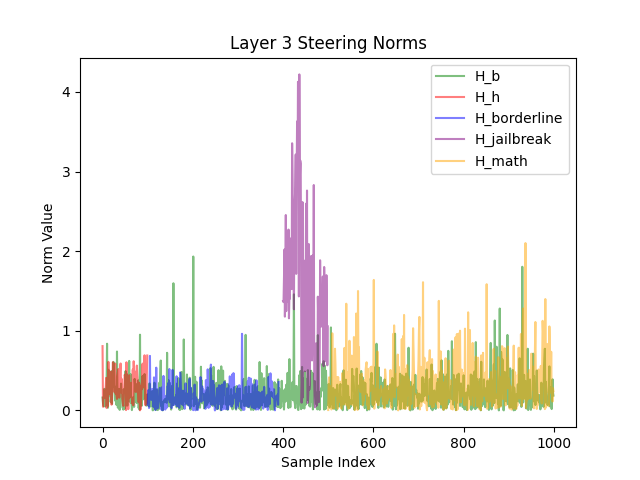 Layer 3 Steering Norms
H_b
H_h
H_borderline
H_jailbreak
H_math
Norm Value
4
3
2
1
0
0
200
400
600
800
1000
Sample Index